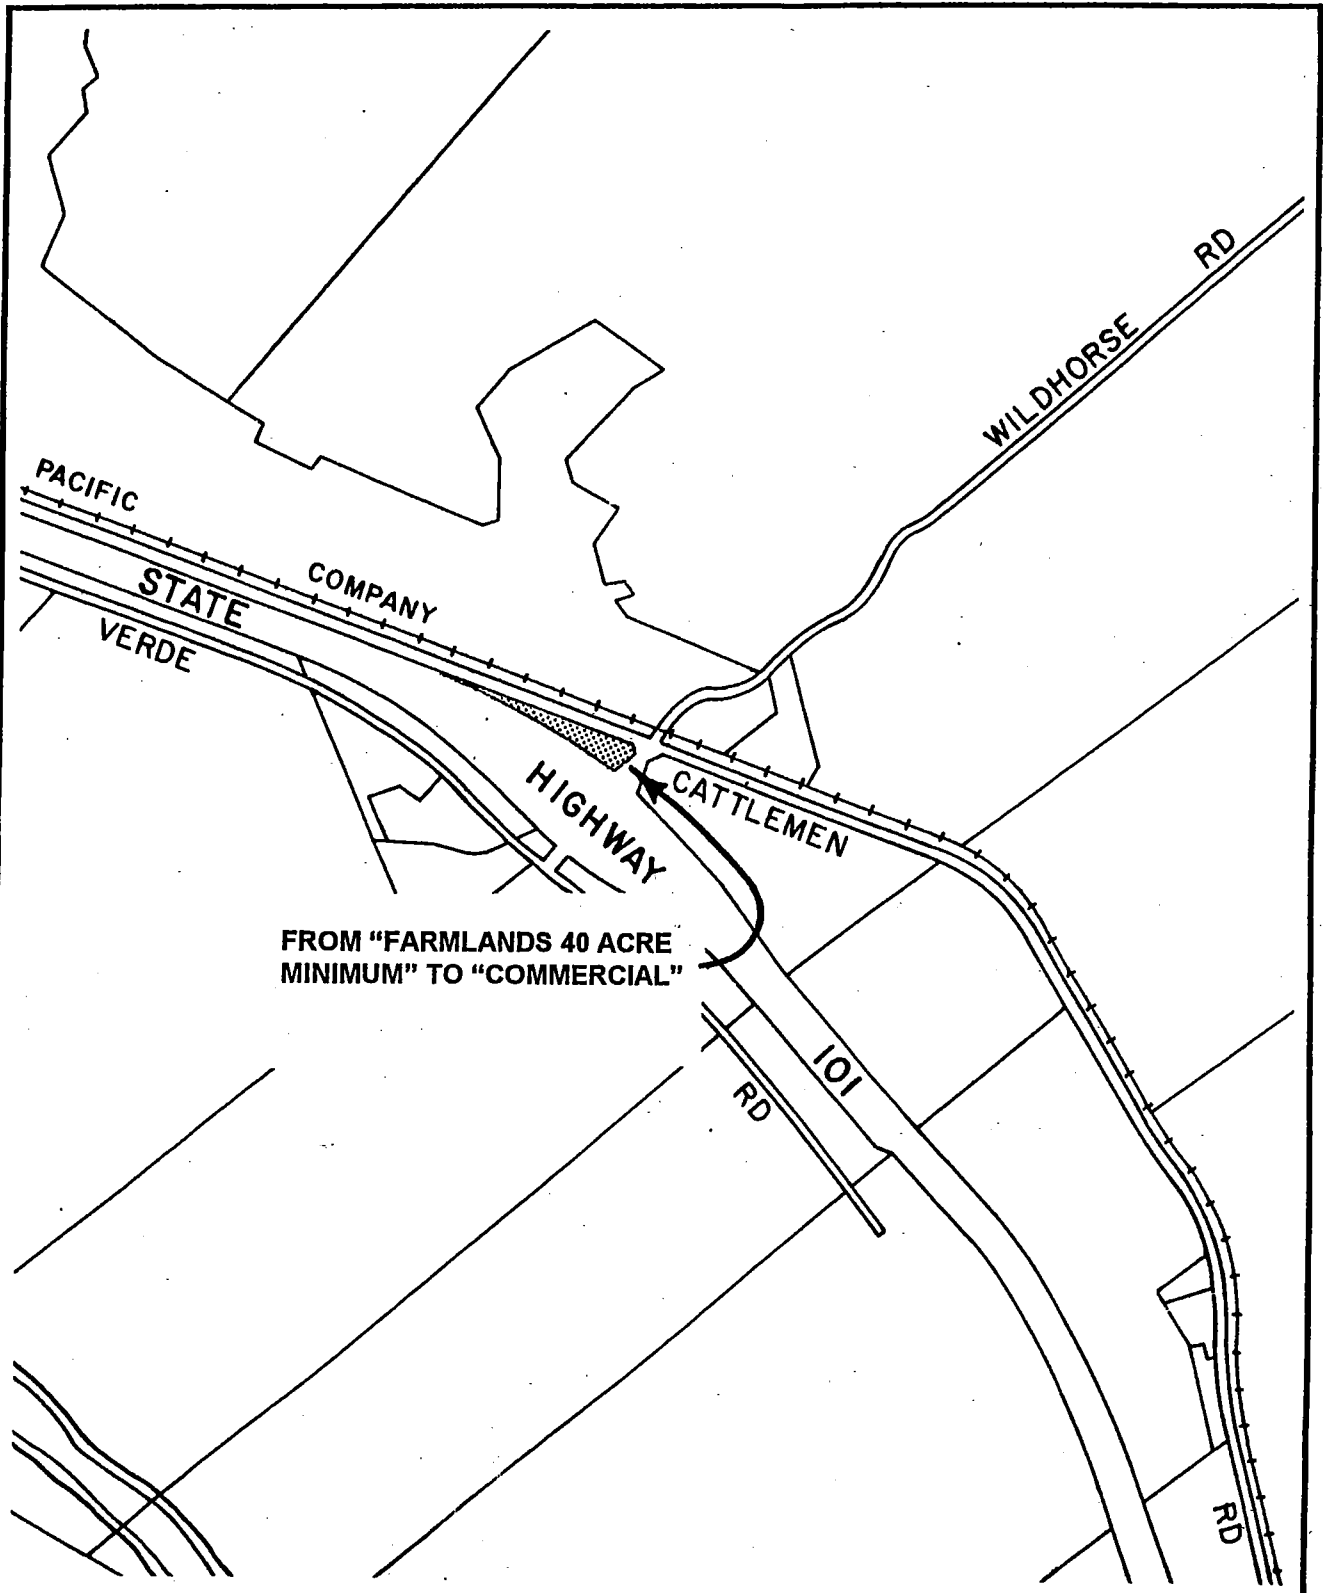 WILDHORSE RD
PACIFIC
COMPANY
STATE
VERDE
HIGHWAY
CATTLEMEN
FROM “FARMLANDS 40 ACRE
MINIMUM” TO “COMMERCIAL”
101
RD
RD